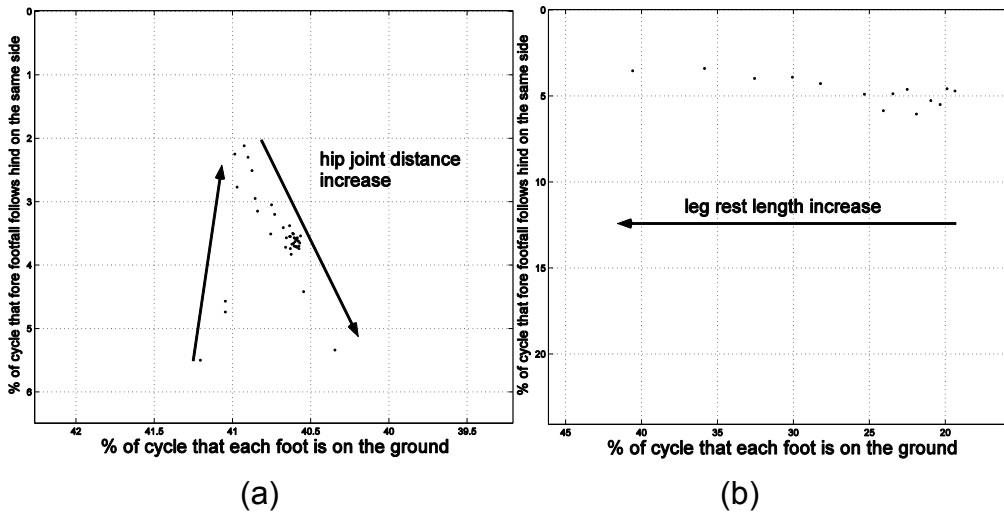 % of cycle that fore footfall follows hind on the same side
0
1
2
3
4
5
6
hip joint distance
increase
42
41.5
41
40.5
40
39.5
% of cycle that each foot is on the ground
(a)
% of cycle that fore footfall follows hind on the same side
0
5
10
15
20
leg rest length increase
45
40
35
30
25
20
% of cycle that each foot is on the ground
(b)